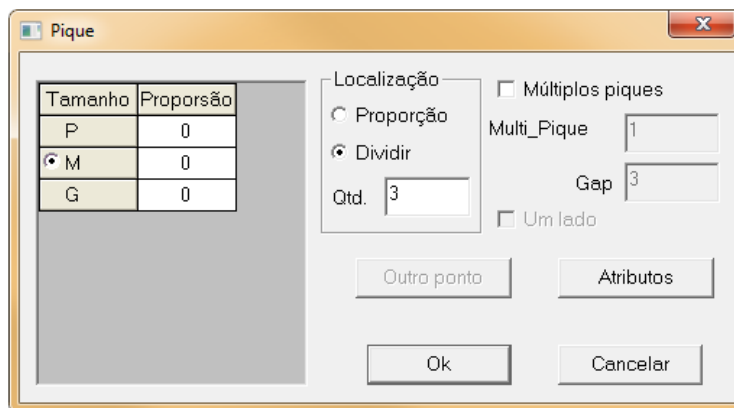 Pique
Tamanho Proporsão
P 0
M 0
G 0
Localização
Proporção
Dividir
Qtd. 3
Múltiplos piques
Multi_Pique 1
Gap 3
Um lado
Outro ponto
Atributos
Ok
Cancelar